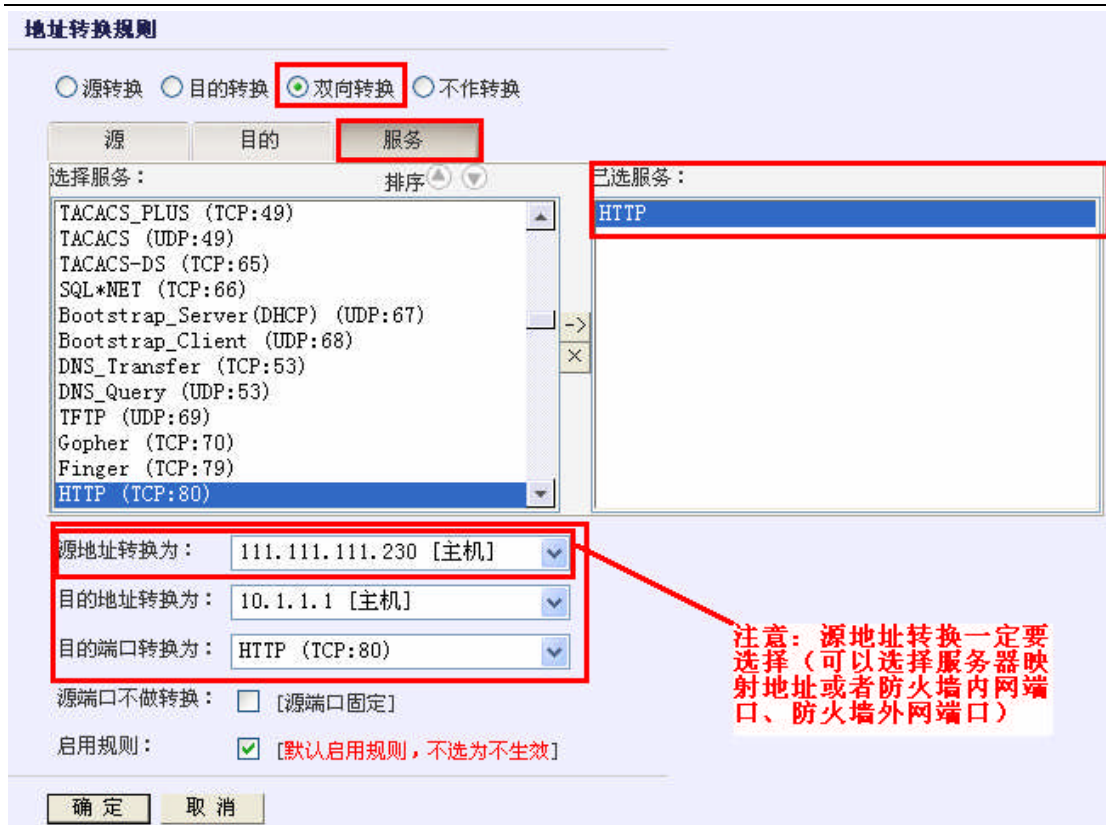 地址转换规则
源转换 目的转换 双向转换 不作转换
源 目的 服务
选择服务： 排序 已选服务：
TACACS_PLUS (TCP:49)
TACACS (UDP:49)
TACACS-DS (TCP:65)
SQL*NET (TCP:66)
Bootstrap_Server(DHCP) (UDP:67)
Bootstrap_Client (UDP:68)
DNS_Transfer (TCP:53)
DNS_Query (UDP:53)
TFTP (UDP:69)
Gopher (TCP:70)
Finger (TCP:79)
HTTP (TCP:80)
->
×
HTTP
源地址转换为： 111.111.111.230 [主机]
目的地址转换为： 10.1.1.1 [主机]
目的端口转换为： HTTP (TCP:80)
源端口不做转换： [源端口固定]
启用规则： [默认启用规则，不选为不生效]
注意：源地址转换一定要
选择（可以选择服务器映
射地址或者防火墙内网端
口、防火墙外网端口）
确定 取消